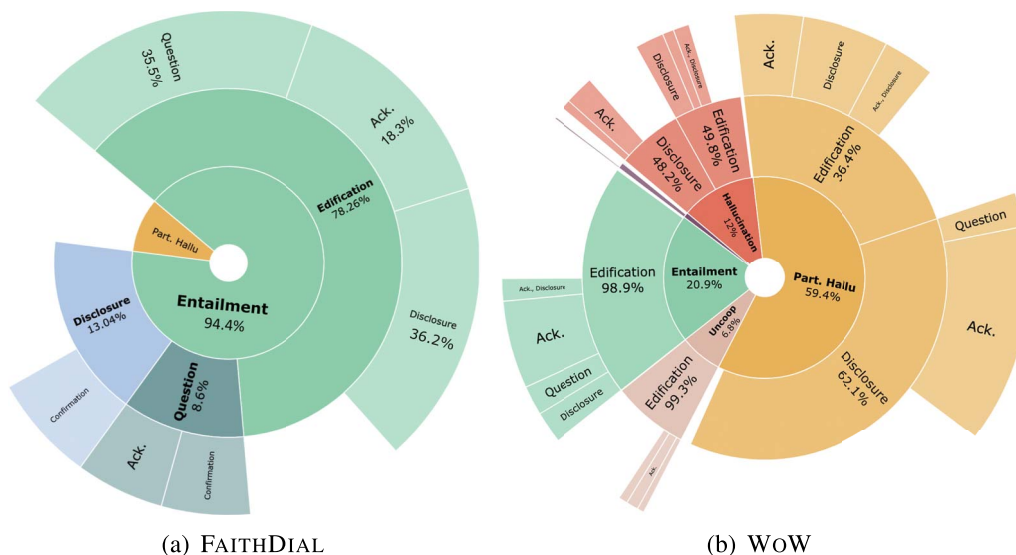 Question
35.5%
Ack.
18.3%
Edification
78.26%
Part. Hallu
Disclosure
36.2%
Entailment
94.4%
Disclosure
13.04%
Question
8.6%
Confirmation
Ack.
Confirmation
(a) FAITHDIAL
Ack.
Disclosure
Ack., Disclosure
Disclosure
Ack., Disclosure
Ack.
Edification
49.8%
Disclosure
48.2%
Edification
36.4%
Hallucination
12%
Question
Edification
98.9%
Entailment
20.9%
Part. Hallu
59.4%
Ack., Disclosure
Ack.
Ack.
Uncoop
6.8%
Question
Disclosure
Edification
99.3%
Disclosure
62.1%
Ack.
(b) WOW